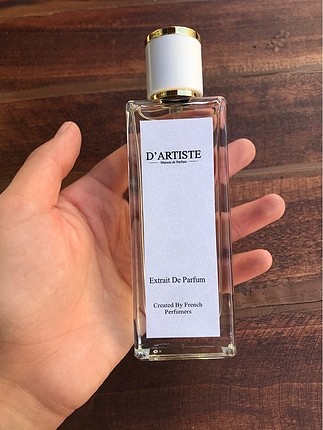 D'ARTISTE
Maison de Parfum
Extrait De Parfum
Created By French
Perfumers